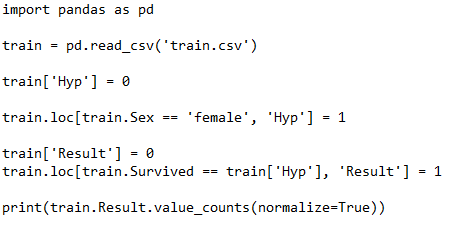 import pandas as pd
train = pd.read_csv('train.csv')
train['Hyp'] = 0
train.loc[train.Sex == 'female', 'Hyp'] = 1
train['Result'] = 0
train.loc[train.Survived == train['Hyp'], 'Result'] = 1
print(train.Result.value_counts(normalize=True))